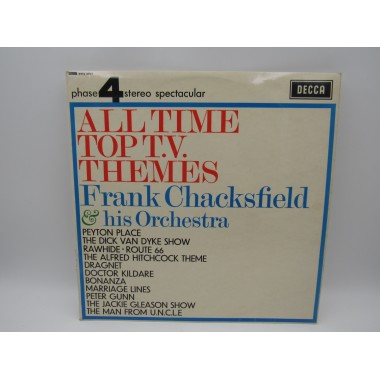 phase 4 stereo spectacular
DECCA
ALL TIME
TOP T.V.
THEMES
Frank Chacksfield
& his Orchestra
PEYTON PLACE
THE DICK VAN DYKE SHOW
RAWHIDE · ROUTE 66
THE ALFRED HITCHCOCK THEME
DRAGNET
DOCTOR KILDARE
BONANZA
MARRIAGE LINES
PETER GUNN
THE JACKIE GLEASON SHOW
THE MAN FROM U.N.C.L.E